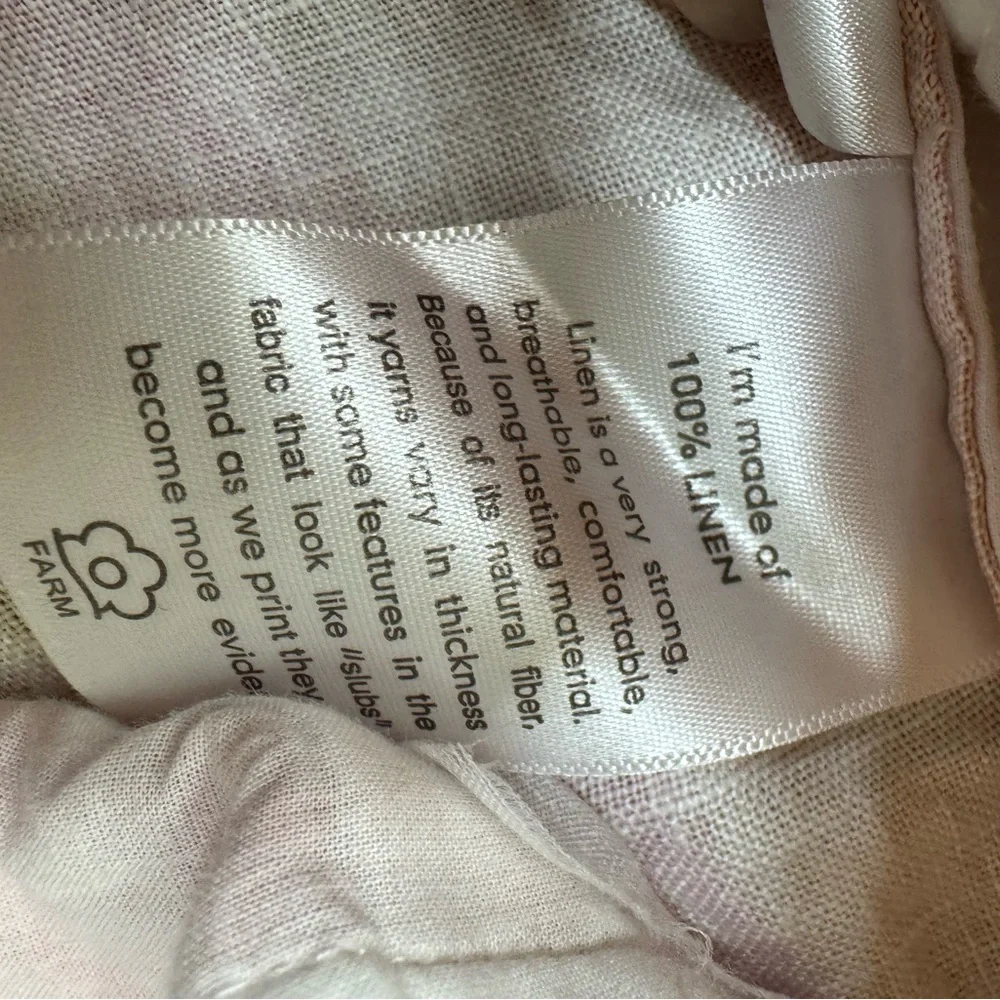 I'm made of
100% LINEN
Linen is a very strong,
breathable, comfortable,
and long-lasting material.
Because of its natural fiber,
it yarns vary in thickness
with some features in the
fabric that look like "slubs"
and as we print they
become more evide
FARM